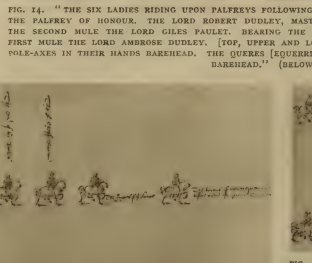 FIG. 14. "THE SIX LADIES RIDING UPON PALFREYS FOLLOWING
THE PALFREY OF HONOUR. THE LORD ROBERT DUDLEY, MAST
THE SECOND MULE THE LORD GILES PAULET. BEARING THE
FIRST MULE THE LORD AMBROSE DUDLEY. [TOP, UPPER AND LO
POLE-AXES IN THEIR HANDS BAREHEAD. THE QUERES [EQUERRI
BAREHEAD." (BELOW
FIG.